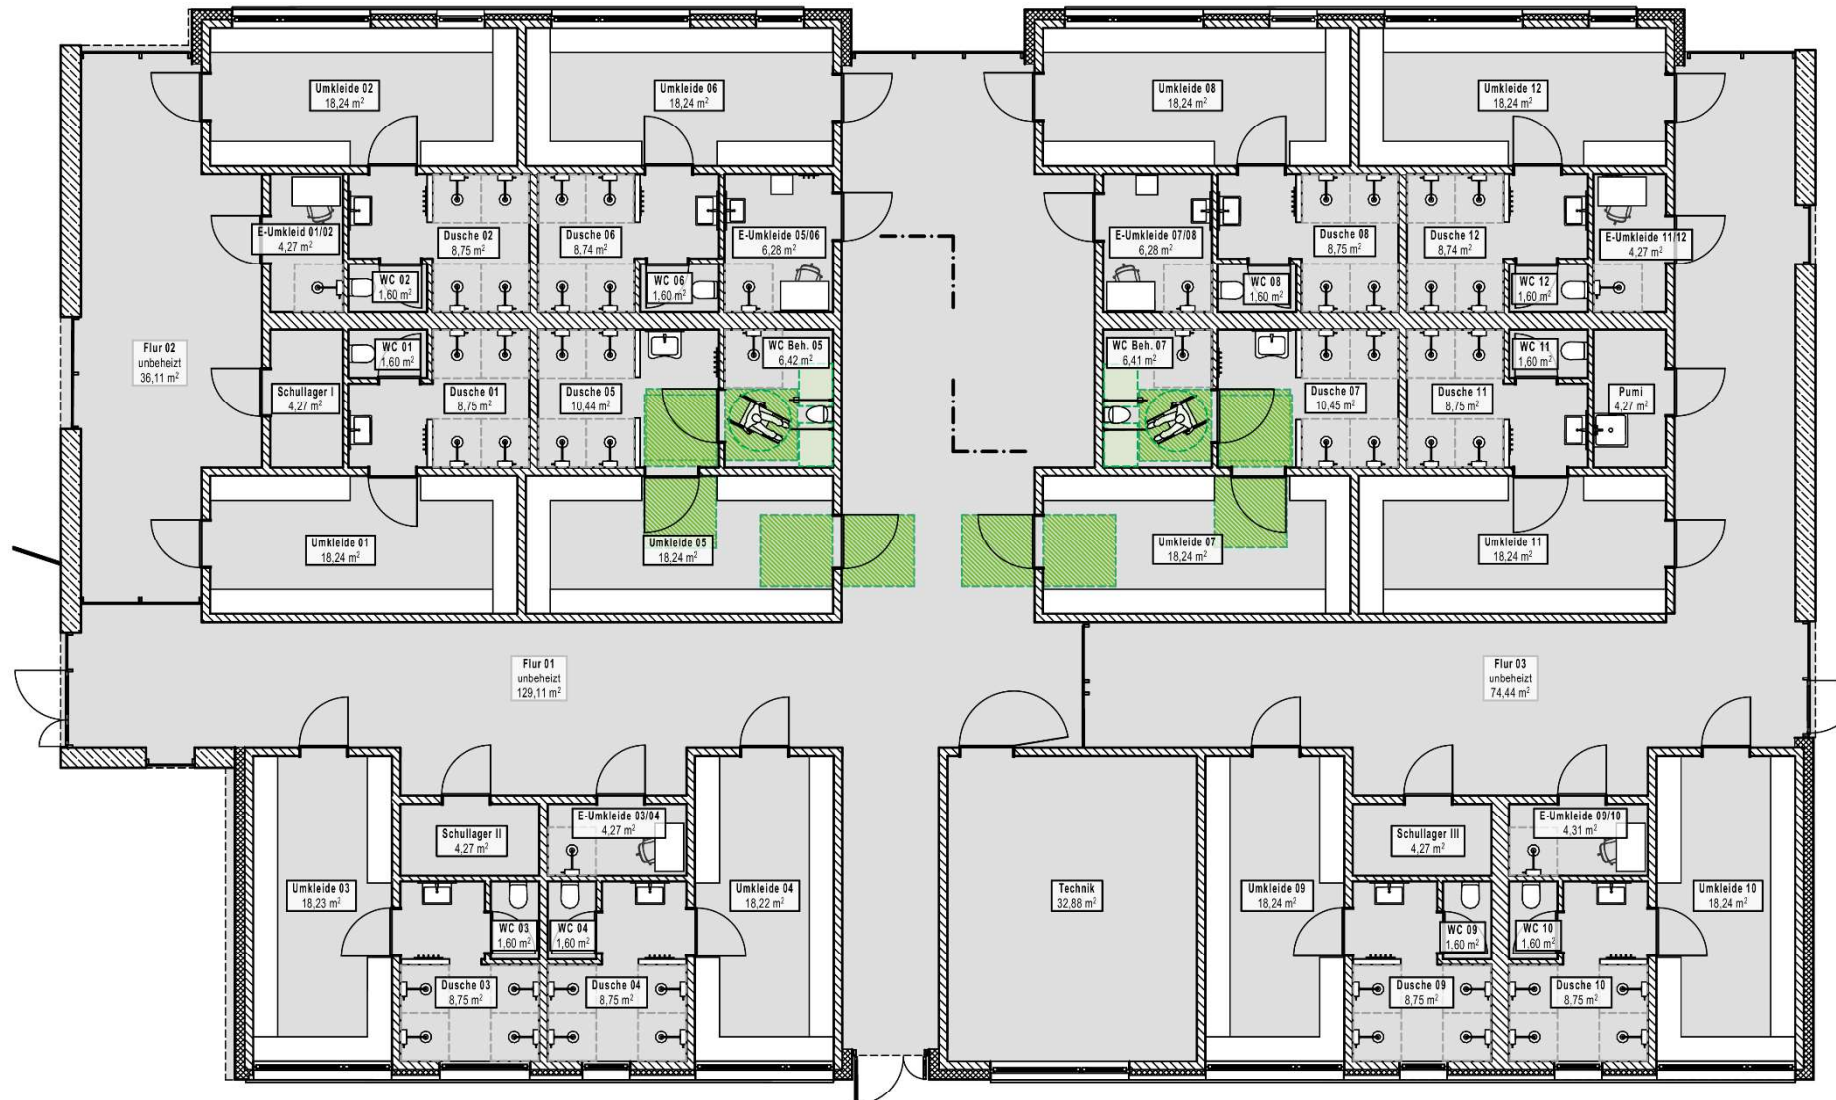 Umkleide 02
18,24 m²
Umkleide 06
18,24 m²
Umkleide 08
18,24 m²
Umkleide 12
18,24 m²
E-Umkleid 01/02
4,27 m²
Dusche 02
8,75 m²
Dusche 06
8,74 m²
E-Umkleide 05/06
6,28 m²
E-Umkleide 07/08
6,28 m²
Dusche 08
8,75 m²
Dusche 12
8,74 m²
E-Umkleide 11/12
4,27 m²
WC 02
1,60 m²
WC 06
1,60 m²
WC 08
1,60 m²
WC 12
1,60 m²
Flur 02
unbeheizt
36,11 m²
WC 01
1,60 m²
WC Beh. 05
6,42 m²
WC Beh. 07
6,41 m²
WC 11
1,60 m²
Schullager I
4,27 m²
Dusche 01
8,75 m²
Dusche 05
10,44 m²
Dusche 07
10,45 m²
Dusche 11
8,75 m²
Pumi
4,27 m²
Umkleide 01
18,24 m²
Umkleide 05
18,24 m²
Umkleide 07
18,24 m²
Umkleide 11
18,24 m²
Flur 01
unbeheizt
129,11 m²
Flur 03
unbeheizt
74,44 m²
Schullager II
4,27 m²
E-Umkleide 03/04
4,27 m²
Schullager III
4,27 m²
E-Umkleide 09/10
4,31 m²
Umkleide 03
18,23 m²
Umkleide 04
18,22 m²
Technik
32,88 m²
Umkleide 09
18,24 m²
Umkleide 10
18,24 m²
WC 03
1,60 m²
WC 04
1,60 m²
WC 09
1,60 m²
WC 10
1,60 m²
Dusche 03
8,75 m²
Dusche 04
8,75 m²
Dusche 09
8,75 m²
Dusche 10
8,75 m²